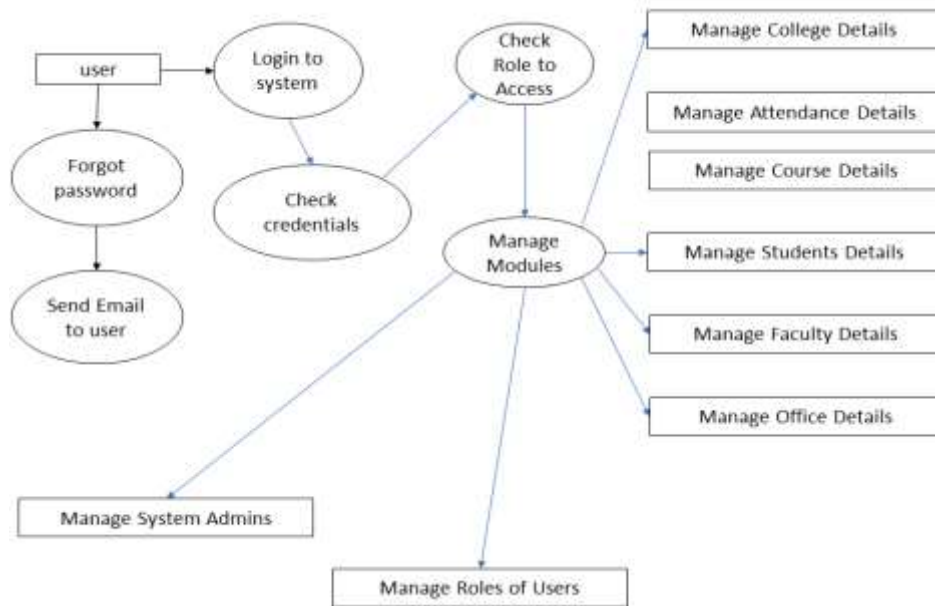 user
Login to
system
Check
Role to
Access
Manage College Details
Manage Attendance Details
Manage Course Details
Forgot
password
Check
credentials
Manage
Modules
Manage Students Details
Send Email
to user
Manage Faculty Details
Manage Office Details
Manage System Admins
Manage Roles of Users